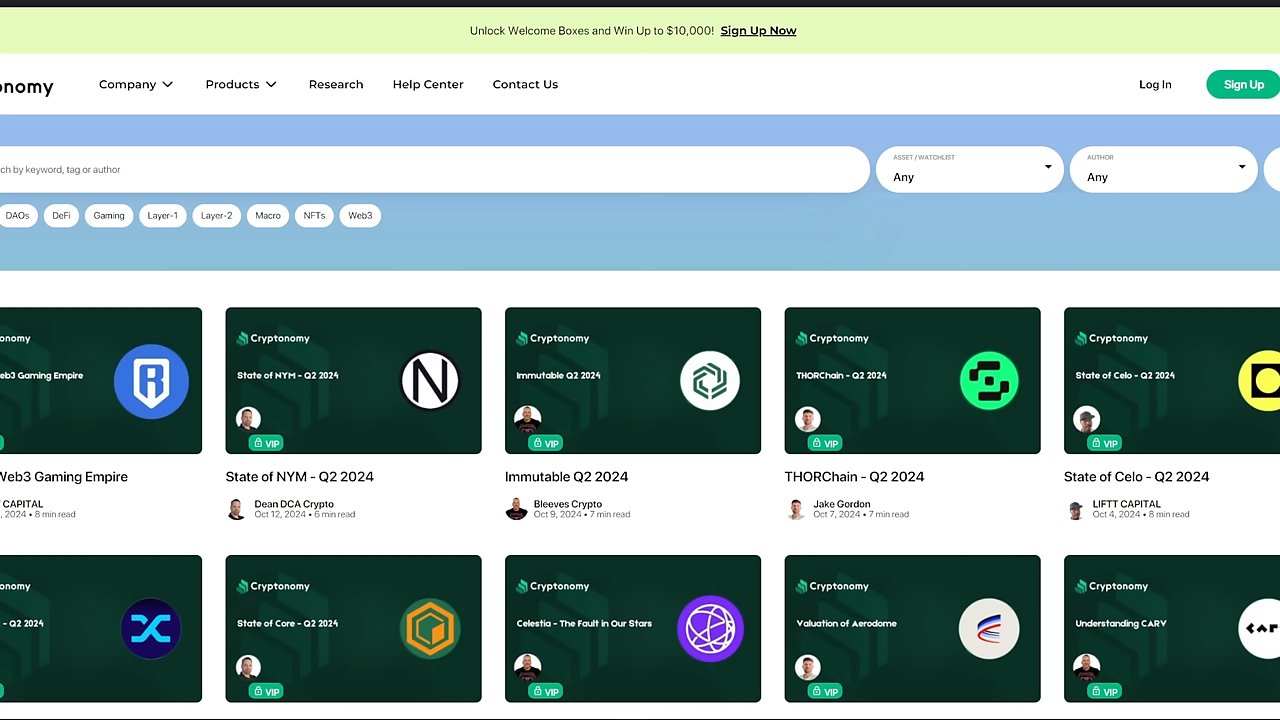 Unlock Welcome Boxes and Win Up to $10,000! Sign Up Now
onomy Company Products Research Help Center Contact Us Log In Sign Up
ch by keyword, tag or author
ASSET / WATCHLIST
Any
AUTHOR
Any
DAOs DeFi Gaming Layer-1 Layer-2 Macro NFTs Web3
onomy
eb3 Gaming Empire
Cryptonomy
State of NYM - Q2 2024
VIP
Cryptonomy
Immutable Q2 2024
VIP
Cryptonomy
THORChain - Q2 2024
VIP
Cryptonomy
State of Celo - Q2 2024
VIP
Web3 Gaming Empire
CAPITAL
, 2024 • 8 min read
State of NYM - Q2 2024
Dean DCA Crypto
Oct 12, 2024 • 6 min read
Immutable Q2 2024
Bleeves Crypto
Oct 9, 2024 • 7 min read
THORChain - Q2 2024
Jake Gordon
Oct 7, 2024 • 7 min read
State of Celo - Q2 2024
LIFTT CAPITAL
Oct 4, 2024 • 8 min read
onomy
- Q2 2024
Cryptonomy
State of Core - Q2 2024
VIP
Cryptonomy
Celestia - The Fault in Our Stars
VIP
Cryptonomy
Valuation of Aerodome
VIP
Cryptonomy
Understanding CARV
CAR
VIP